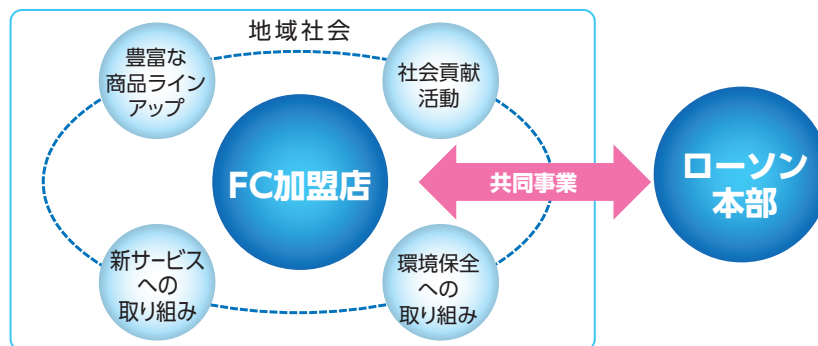 地域社会
豊富な
商品ライン
アップ
社会貢献
活動
FC加盟店
共同事業
ローソン
本部
新サービス
への
取り組み
環境保全
への
取り組み